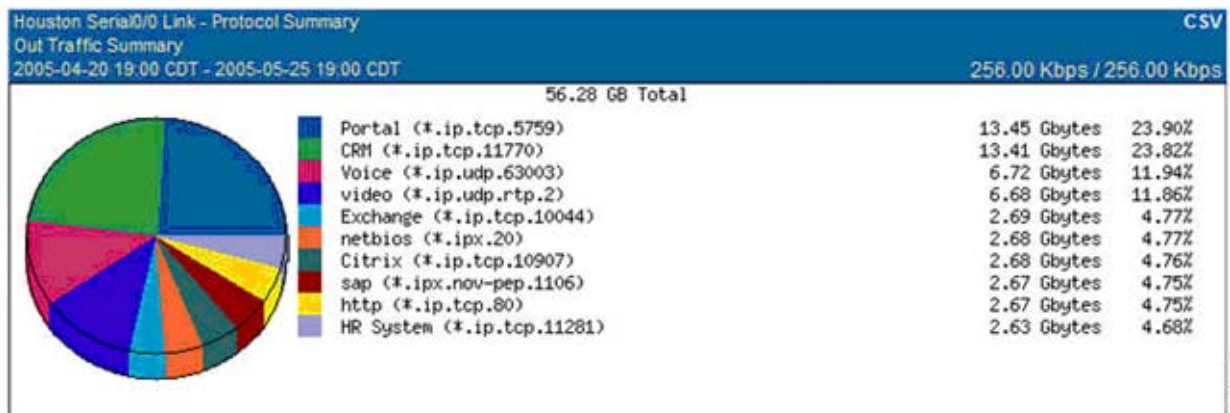 Houston Serial0/0 Link - Protocol Summary CSV
Out Traffic Summary
2005-04-20 19:00 CDT - 2005-05-25 19:00 CDT 256.00 Kbps / 256.00 Kbps
56.28 GB Total
Portal (*.ip.tcp.5759) 13.45 Gbytes 23.90%
CRM (*.ip.tcp.11770) 13.41 Gbytes 23.82%
Voice (*.ip.udp.63003) 6.72 Gbytes 11.94%
video (*.ip.udp.rtp.2) 6.68 Gbytes 11.86%
Exchange (*.ip.tcp.10044) 2.69 Gbytes 4.77%
netbios (*.ipx.20) 2.68 Gbytes 4.77%
Citrix (*.ip.tcp.10907) 2.68 Gbytes 4.76%
sap (*.ipx.nov-pep.1106) 2.67 Gbytes 4.75%
http (*.ip.tcp.80) 2.67 Gbytes 4.75%
HR System (*.ip.tcp.11281) 2.63 Gbytes 4.68%